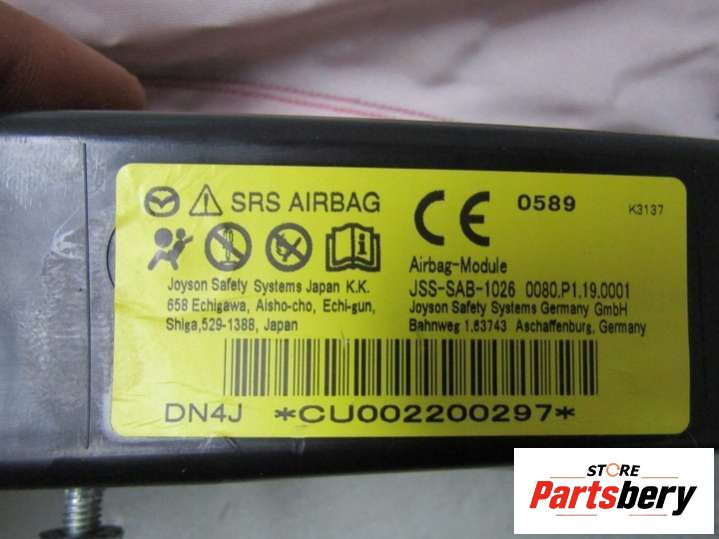 SRS AIRBAG
Joyson Safety Systems Japan K.K.
658 Echigawa, Aisho-cho, Echi-gun,
Shiga,529-1388, Japan
CE 0589 K3137
Airbag-Module
JSS-SAB-1026 0080.P1.19.0001
Joyson Safety Systems Germany GmbH
Bahnweg 1,63743 Aschaffenburg, Germany
DN4J *CU002200297*
STORE
Partsbery